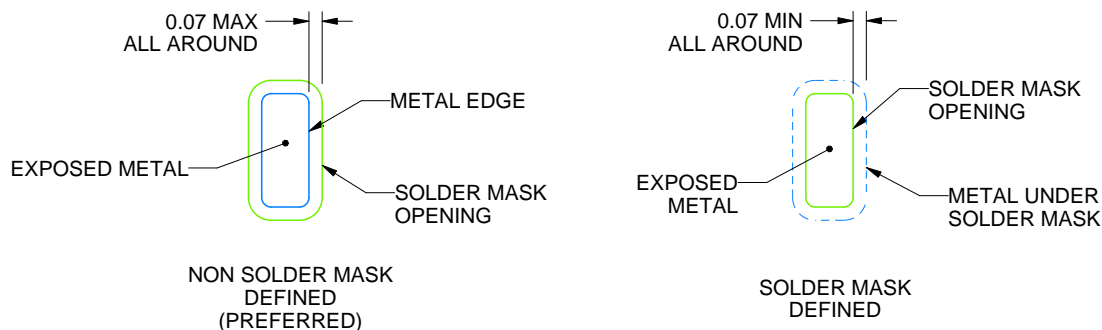 0.07 MAX
ALL AROUND
METAL EDGE
EXPOSED METAL
SOLDER MASK
OPENING
NON SOLDER MASK
DEFINED
(PREFERRED)
0.07 MIN
ALL AROUND
SOLDER MASK
OPENING
EXPOSED
METAL
METAL UNDER
SOLDER MASK
SOLDER MASK
DEFINED